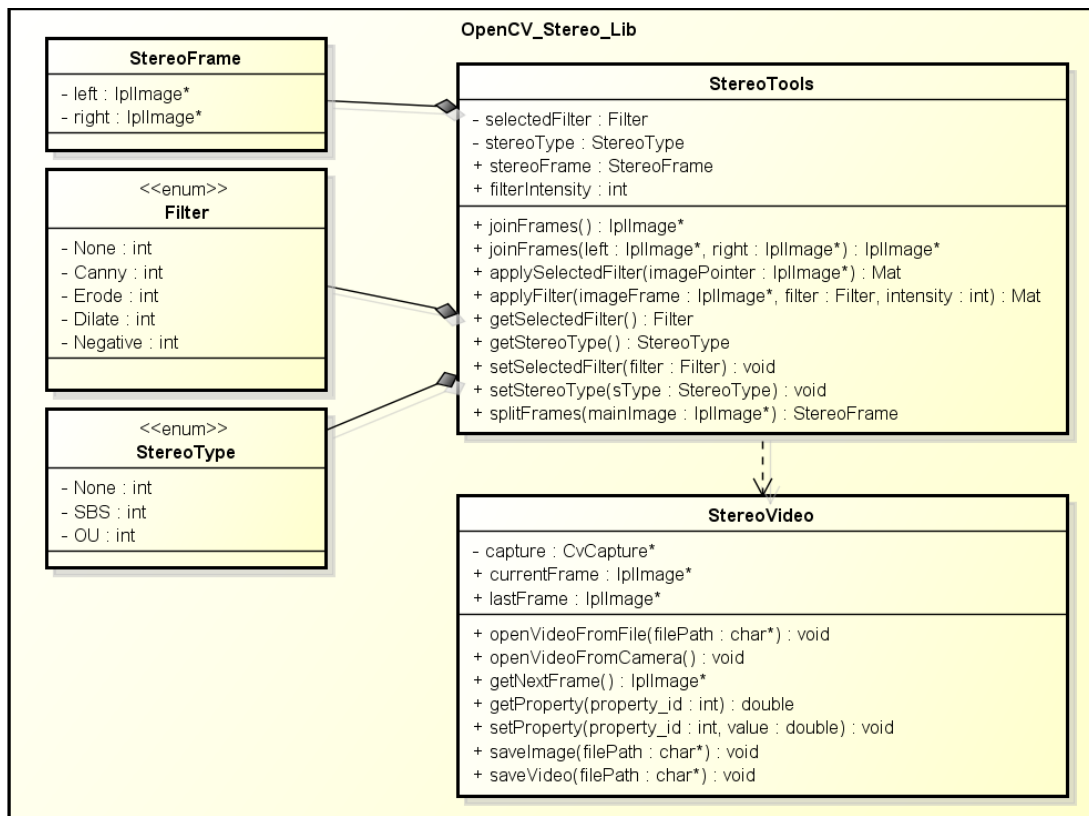 OpenCV_Stereo_Lib
StereoFrame
- left : IplImage*
- right : IplImage*
<<enum>>
Filter
- None : int
- Canny : int
- Erode : int
- Dilate : int
- Negative : int
<<enum>>
StereoType
- None : int
- SBS : int
- OU : int
StereoTools
- selectedFilter : Filter
- stereoType : StereoType
+ stereoFrame : StereoFrame
+ filterIntensity : int
+ joinFrames() : IplImage*
+ joinFrames(left : IplImage*, right : IplImage*) : IplImage*
+ applySelectedFilter(imagePointer : IplImage*) : Mat
+ applyFilter(imageFrame : IplImage*, filter : Filter, intensity : int) : Mat
+ getSelectedFilter() : Filter
+ getStereoType() : StereoType
+ setSelectedFilter(filter : Filter) : void
+ setStereoType(sType : StereoType) : void
+ splitFrames(mainImage : IplImage*) : StereoFrame
StereoVideo
- capture : CvCapture*
+ currentFrame : IplImage*
+ lastFrame : IplImage*
+ openVideoFromFile(filePath : char*) : void
+ openVideoFromCamera() : void
+ getNextFrame() : IplImage*
+ getProperty(property_id : int) : double
+ setProperty(property_id : int, value : double) : void
+ saveImage(filePath : char*) : void
+ saveVideo(filePath : char*) : void